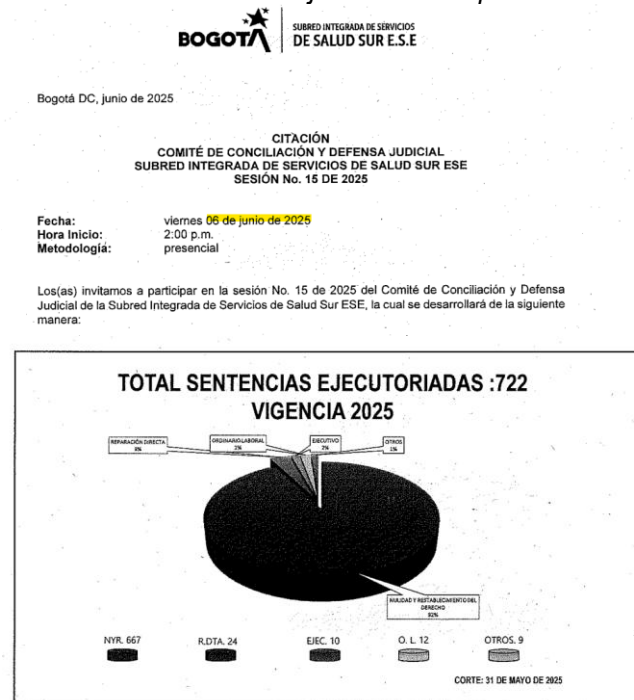 BOGOTÁ
SUBRED INTEGRADA DE SERVICIOS
DE SALUD SUR E.S.E
Bogotá DC, junio de 2025
CITACIÓN
COMITÉ DE CONCILIACIÓN Y DEFENSA JUDICIAL
SUBRED INTEGRADA DE SERVICIOS DE SALUD SUR ESE
SESIÓN No. 15 DE 2025
Fecha: viernes 06 de junio de 2025
Hora Inicio: 2:00 p.m.
Metodología: presencial
Los(as) invitamos a participar en la sesión No. 15 de 2025 del Comité de Conciliación y Defensa
Judicial de la Subred Integrada de Servicios de Salud Sur ESE, la cual se desarrollará de la siguiente
manera:
TOTAL SENTENCIAS EJECUTORIADAS :722
VIGENCIA 2025
REPARACIÓN DIRECTA
ORDINARIO LABORAL
2%
EJECUTIVO
2%
OTROS
1%
NULIDAD Y RESTABLECIMIENTO DEL
DERECHO
92%
NYR. 667
R.DTA. 24
EJEC. 10
O. L. 12
OTROS. 9
CORTE: 31 DE MAYO DE 2025